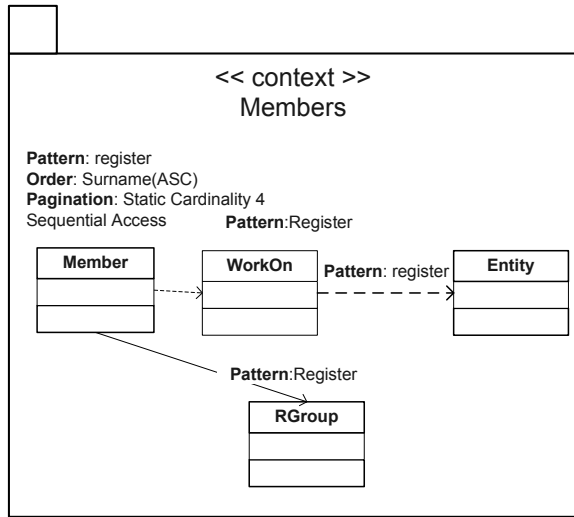 << context >>
Members
Pattern: register
Order: Surname(ASC)
Pagination: Static Cardinality 4
Sequential Access
Pattern:Register
Member
WorkOn
Pattern: register
Entity
Pattern:Register
RGroup